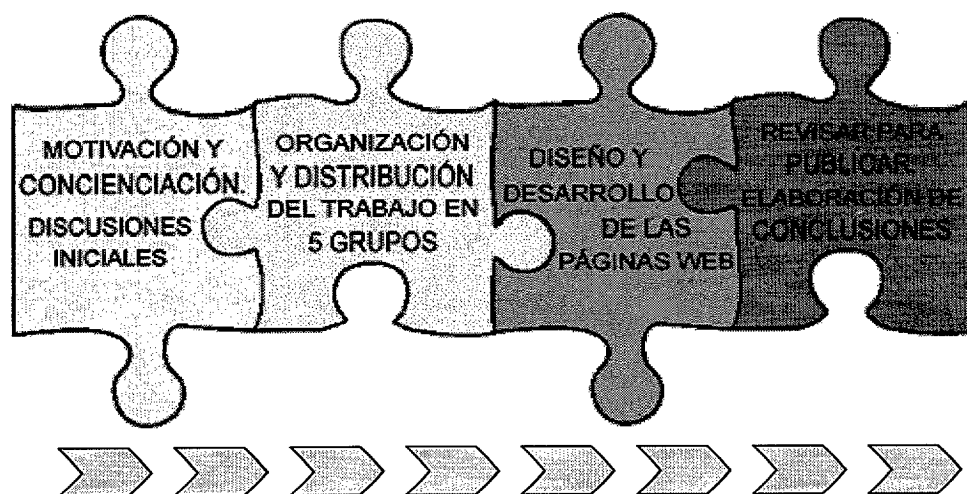 MOTIVACIÓN Y
CONCIENCIACIÓN.
DISCUSIONES
INICIALES
ORGANIZACIÓN
Y DISTRIBUCIÓN
DEL TRABAJO EN
5 GRUPOS
DISEÑO Y
DESARROLLO
DE LAS
PÁGINAS WEB
REVISAR PARA
PUBLICAR
ELABORACIÓN DE
CONCLUSIONES